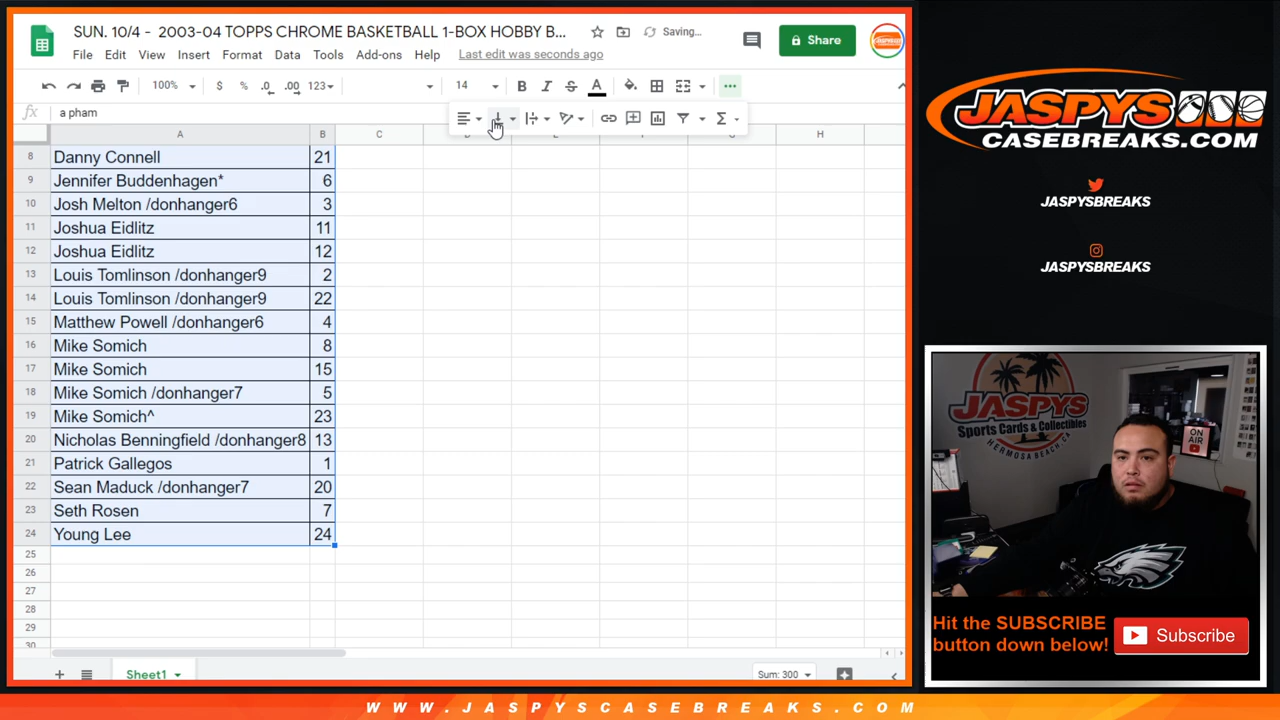 SUN. 10/4 - 2003-04 TOPPS CHROME BASKETBALL 1-BOX HOBBY B...
Saving...
Share
File Edit View Insert Format Data Tools Add-ons Help Last edit was seconds ago
100% $ % .0 .00 123 14 B I S A
fx a pham
A B C H
8 Danny Connell 21
9 Jennifer Buddenhagen* 6
10 Josh Melton /donhanger6 3
11 Joshua Eidlitz 11
12 Joshua Eidlitz 12
13 Louis Tomlinson /donhanger9 2
14 Louis Tomlinson /donhanger9 22
15 Matthew Powell /donhanger6 4
16 Mike Somich 8
17 Mike Somich 15
18 Mike Somich /donhanger7 5
19 Mike Somich^ 23
20 Nicholas Benningfield /donhanger8 13
21 Patrick Gallegos 1
22 Sean Maduck /donhanger7 20
23 Seth Rosen 7
24 Young Lee 24
25
26
27
28
29
30
Sheet1
Sum: 300
JASPYS
CASEBREAKS.COM
JASPYSBREAKS
JASPYSBREAKS
JASPYS
Sports Cards & Collectibles
HERMOSA BEACH, CA
ON AIR
Hit the SUBSCRIBE
button down below!
Subscribe
WWW.JASPYSCASEBREAKS.COM